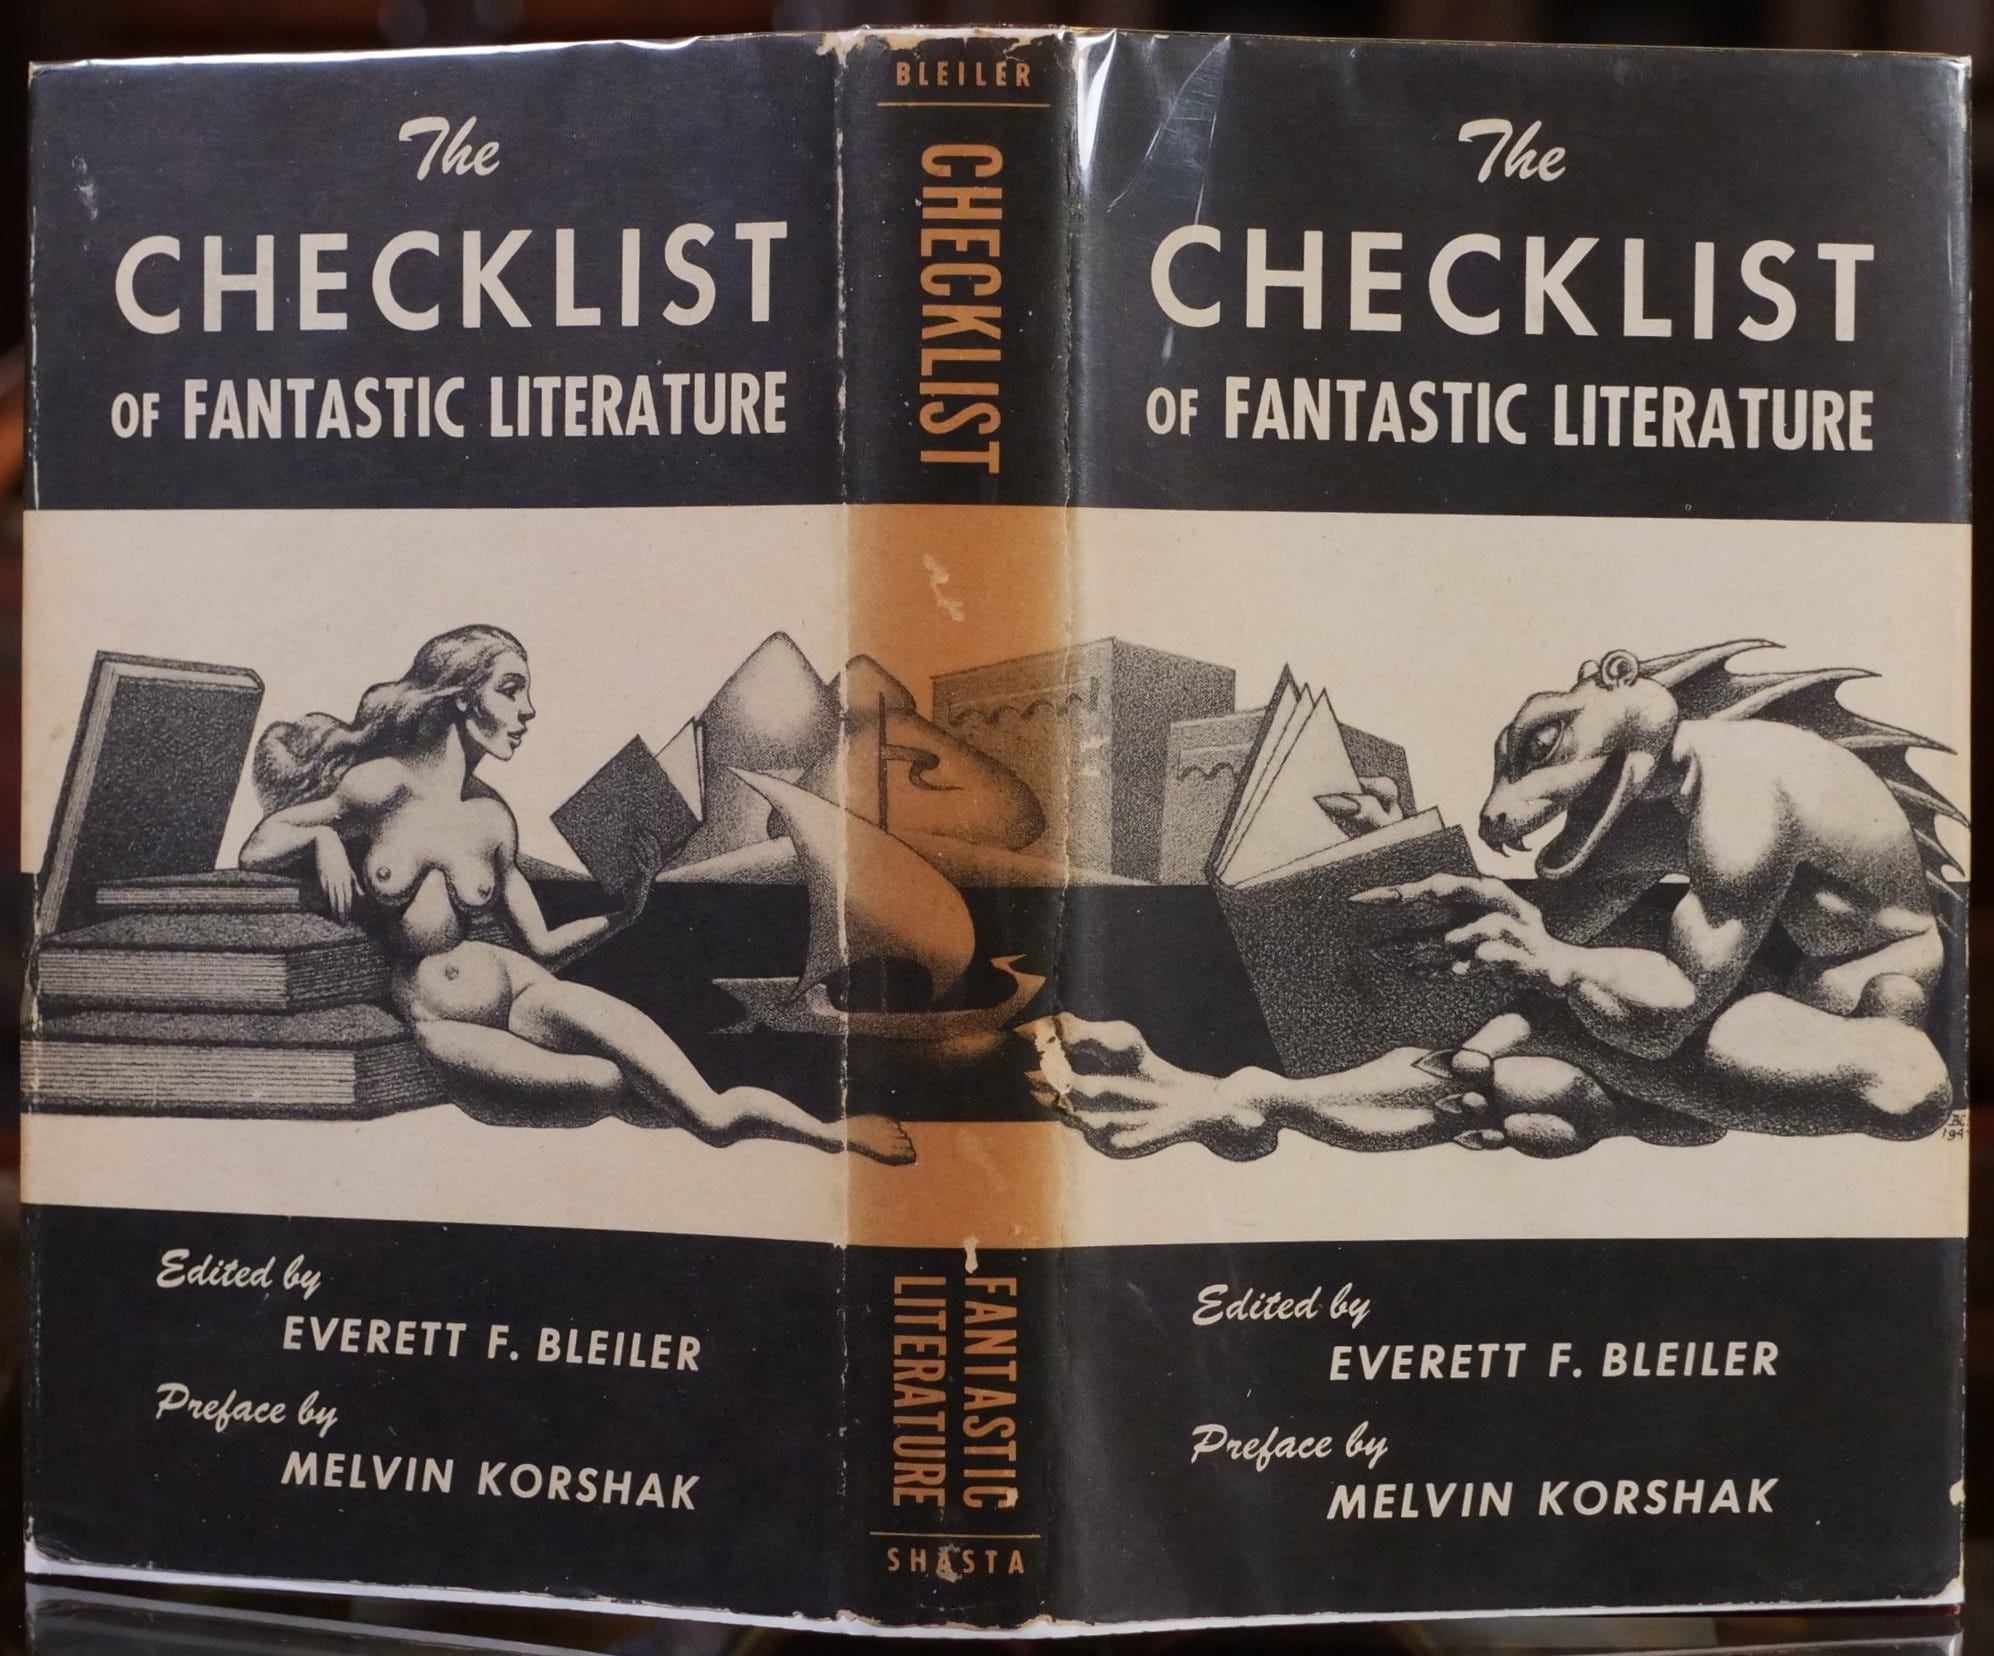 The
CHECKLIST
OF FANTASTIC LITERATURE
Edited by
EVERETT F. BLEILER
Preface by
MELVIN KORSHAK
BLEILER
CHECKLIST
FANTASTIC
LITERATURE
SHASTA
The
CHECKLIST
OF FANTASTIC LITERATURE
Edited by
EVERETT F. BLEILER
Preface by
MELVIN KORSHAK